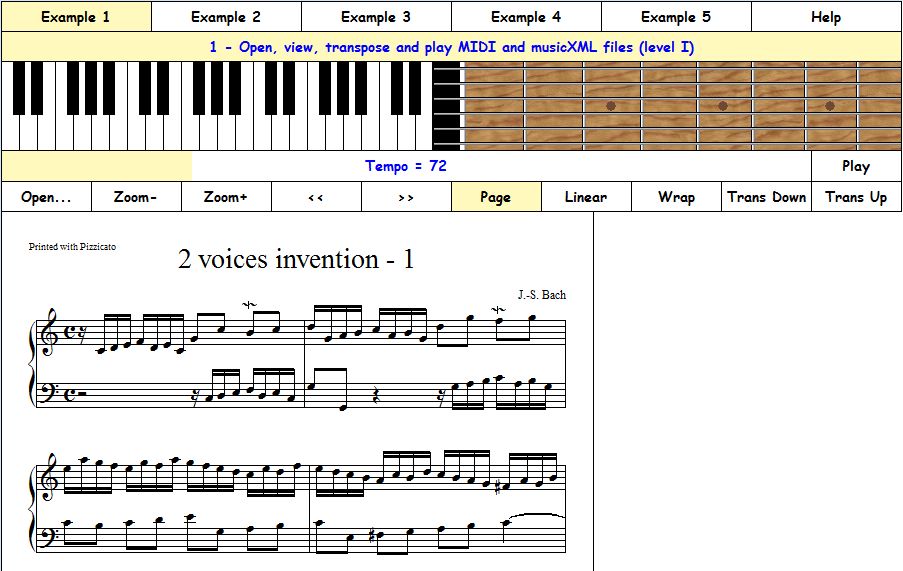 Example 1 Example 2 Example 3 Example 4 Example 5 Help
1 - Open, view, transpose and play MIDI and musicXML files (level I)
Tempo = 72 Play
Open... Zoom- Zoom+ << >> Page Linear Wrap Trans Down Trans Up
Printed with Pizzicato
2 voices invention - 1
J.-S. Bach